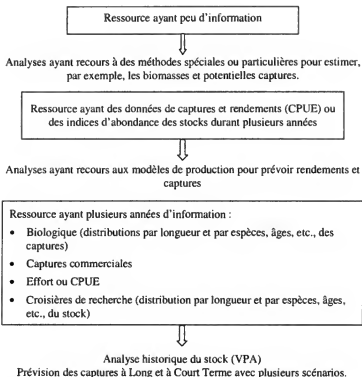 Ressource ayant peu d'information
Analyses ayant recours à des méthodes spéciales ou particulières pour estimer,
par exemple, les biomasses et potentielles captures.
Ressource ayant des données de captures et rendements (CPUE) ou
des indices d'abondance des stocks durant plusieurs années
Analyses ayant recours aux modèles de production pour prévoir rendements et
captures
Ressource ayant plusieurs années d'information :
• Biologique (distributions par longueur et par espèces, âges, etc., des
captures)
• Captures commerciales
• Effort ou CPUE
• Croisières de recherche (distribution par longueur et par espèces, âges,
etc., du stock)
Analyse historique du stock (VPA)
Prévision des captures à Long et à Court Terme avec plusieurs scénarios.